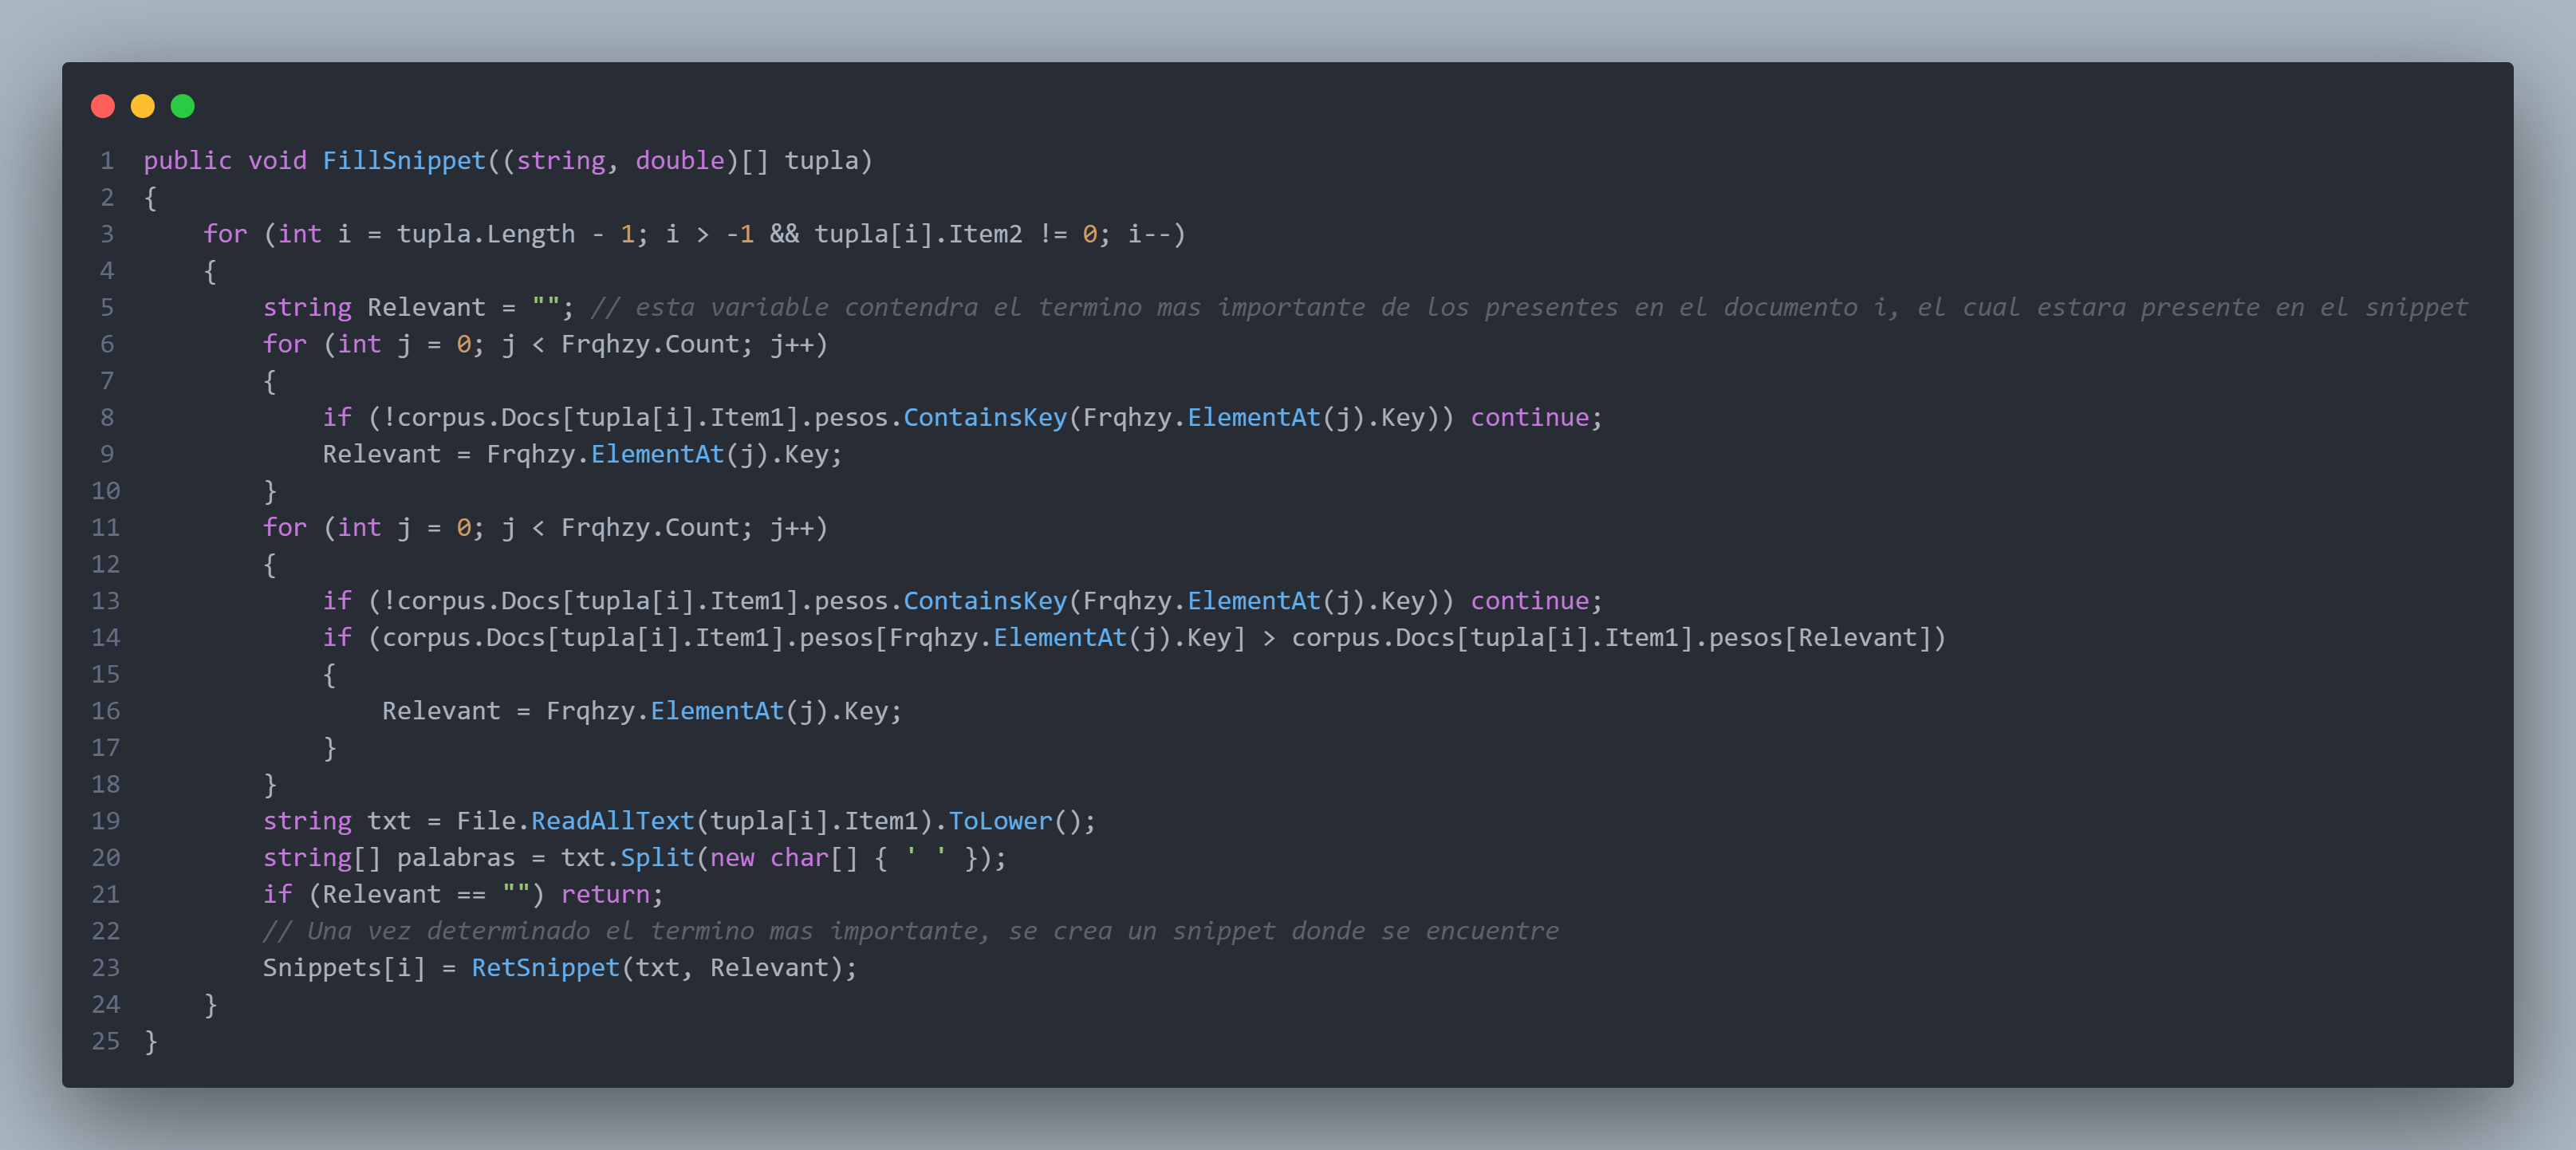 1 public void FillSnippet((string, double)[] tupla)
2 {
3     for (int i = tupla.Length - 1; i > -1 && tupla[i].Item2 != 0; i--)
4     {
5         string Relevant = ""; // esta variable contendra el termino mas importante de los presentes en el documento i, el cual estara presente en el snippet
6         for (int j = 0; j < Frqhzy.Count; j++)
7         {
8             if (!corpus.Docs[tupla[i].Item1].pesos.ContainsKey(Frqhzy.ElementAt(j).Key)) continue;
9             Relevant = Frqhzy.ElementAt(j).Key;
10         }
11         for (int j = 0; j < Frqhzy.Count; j++)
12         {
13             if (!corpus.Docs[tupla[i].Item1].pesos.ContainsKey(Frqhzy.ElementAt(j).Key)) continue;
14             if (corpus.Docs[tupla[i].Item1].pesos[Frqhzy.ElementAt(j).Key] > corpus.Docs[tupla[i].Item1].pesos[Relevant])
15             {
16                 Relevant = Frqhzy.ElementAt(j).Key;
17             }
18         }
19         string txt = File.ReadAllText(tupla[i].Item1).ToLower();
20         string[] palabras = txt.Split(new char[] { ' ' });
21         if (Relevant == "") return;
22         // Una vez determinado el termino mas importante, se crea un snippet donde se encuentre
23         Snippets[i] = RetSnippet(txt, Relevant);
24     }
25 }